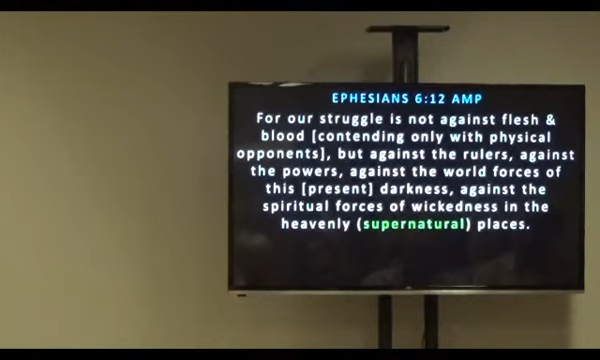 EPHESIANS 6:12 AMP
For our struggle is not against flesh &
blood [contending only with physical
opponents], but against the rulers, against
the powers, against the world forces of
this [present] darkness, against the
spiritual forces of wickedness in the
heavenly (supernatural) places.